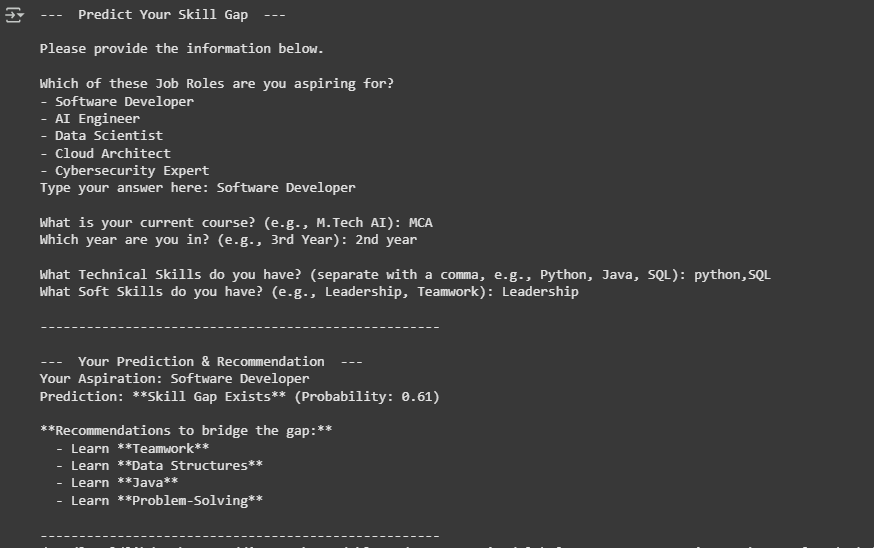 --- Predict Your Skill Gap ---
Please provide the information below.
Which of these Job Roles are you aspiring for?
- Software Developer
- AI Engineer
- Data Scientist
- Cloud Architect
- Cybersecurity Expert
Type your answer here: Software Developer
What is your current course? (e.g., M.Tech AI): MCA
Which year are you in? (e.g., 3rd Year): 2nd year
What Technical Skills do you have? (separate with a comma, e.g., Python, Java, SQL): python,SQL
What Soft Skills do you have? (e.g., Leadership, Teamwork): Leadership
----------------------------------------------------
--- Your Prediction & Recommendation ---
Your Aspiration: Software Developer
Prediction: **Skill Gap Exists** (Probability: 0.61)
**Recommendations to bridge the gap:**
- Learn **Teamwork**
- Learn **Data Structures**
- Learn **Java**
- Learn **Problem-Solving**
----------------------------------------------------